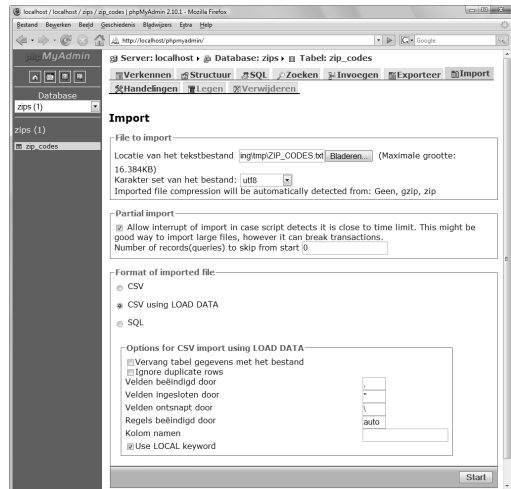 localhost / localhost / zips / zip_codes | phpMyAdmin 2.10.1 - Mozilla Firefox
Bestand Bewerken Beeld Geschiedenis Bladwijzers Extra Help
http://localhost/phpmyadmin/
Google
MyAdmin
Database
zips (1)
zips (1)
zip_codes
Server: localhost Database: zips Tabel: zip_codes
Verkennen Structuur SQL Zoeken Invoegen Exporteer Import
Handelingen Legen Verwijderen
Import
File to import
Locatie van het tekstbestand ing\tmp\ZIP_CODES.txt Bladeren... (Maximale grootte:
16.384KB)
Karakter set van het bestand: utf8
Imported file compression will be automatically detected from: Geen, gzip, zip
Partial import
Allow interrupt of import in case script detects it is close to time limit. This might be
good way to import large files, however it can break transactions.
Number of records(queries) to skip from start 0
Format of imported file
CSV
CSV using LOAD DATA
SQL
Options for CSV import using LOAD DATA
Vervang tabel gegevens met het bestand
Ignore duplicate rows
Velden beëindigd door ,
Velden ingesloten door "
Velden ontsnapt door \
Regels beëindigd door auto
Kolom namen
Use LOCAL keyword
Start